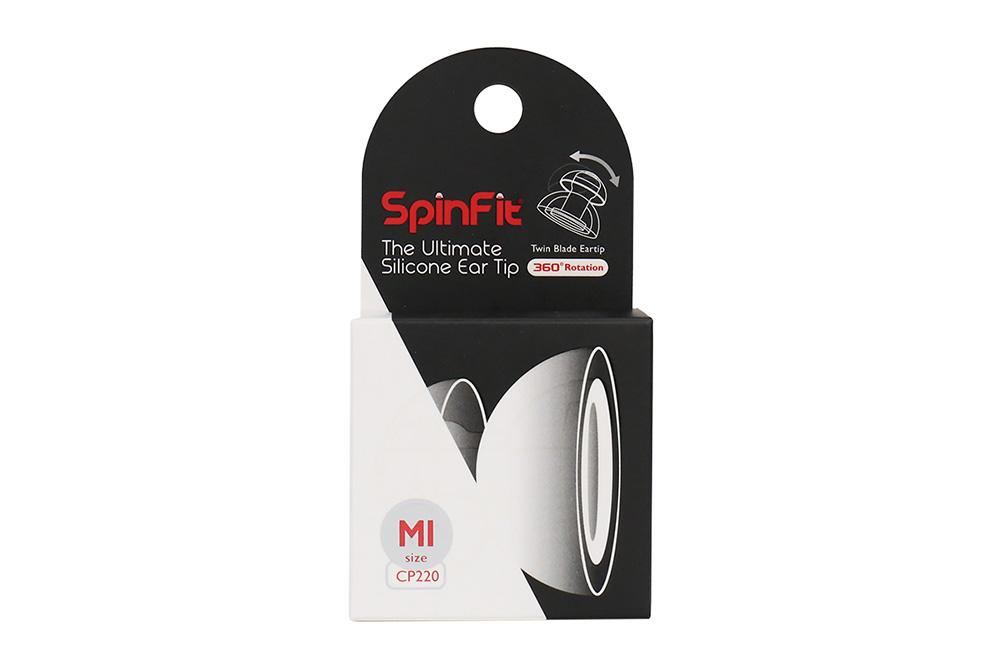 SpinFit®
The Ultimate
Silicone Ear Tip
Twin Blade Eartip
360° Rotation
MI
size
CP220